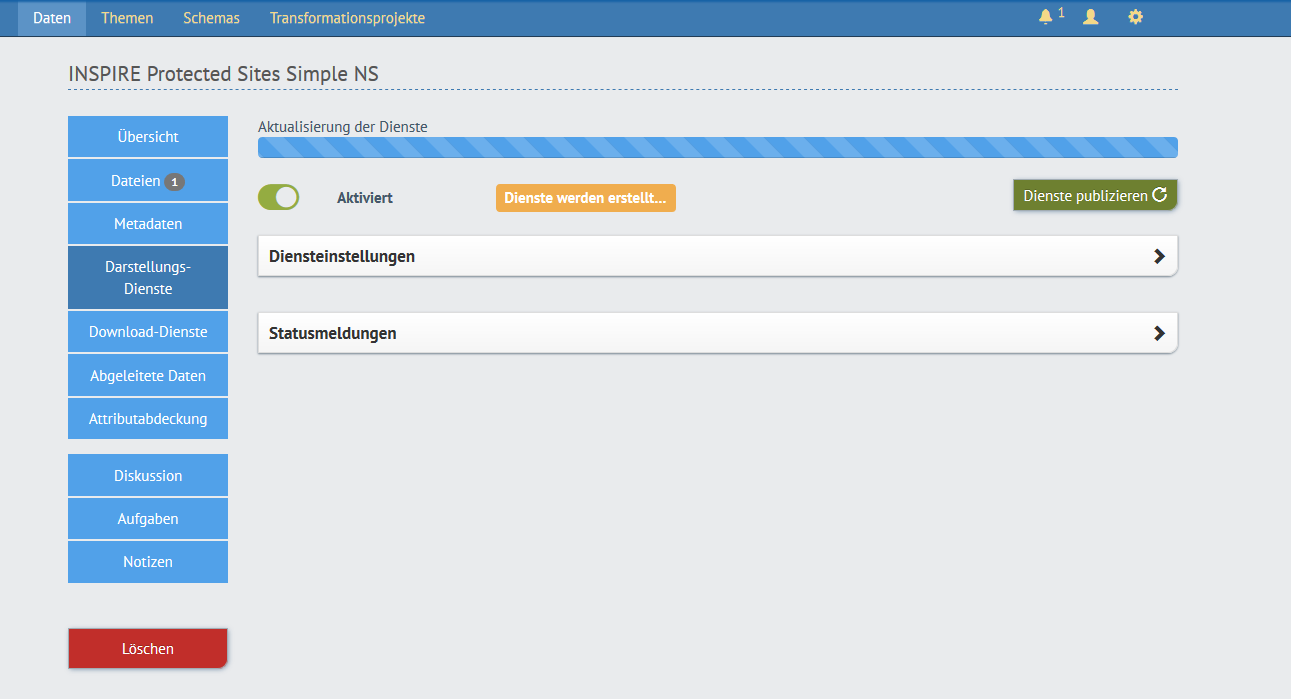 Daten Themen Schemas Transformationsprojekte 1
INSPIRE Protected Sites Simple NS
Übersicht
Dateien 1
Metadaten
Darstellungs-
Dienste
Download-Dienste
Abgeleitete Daten
Attributabdeckung
Diskussion
Aufgaben
Notizen
Löschen
Aktualisierung der Dienste
Aktiviert Dienste werden erstellt... Dienste publizieren
Diensteinstellungen
Statusmeldungen